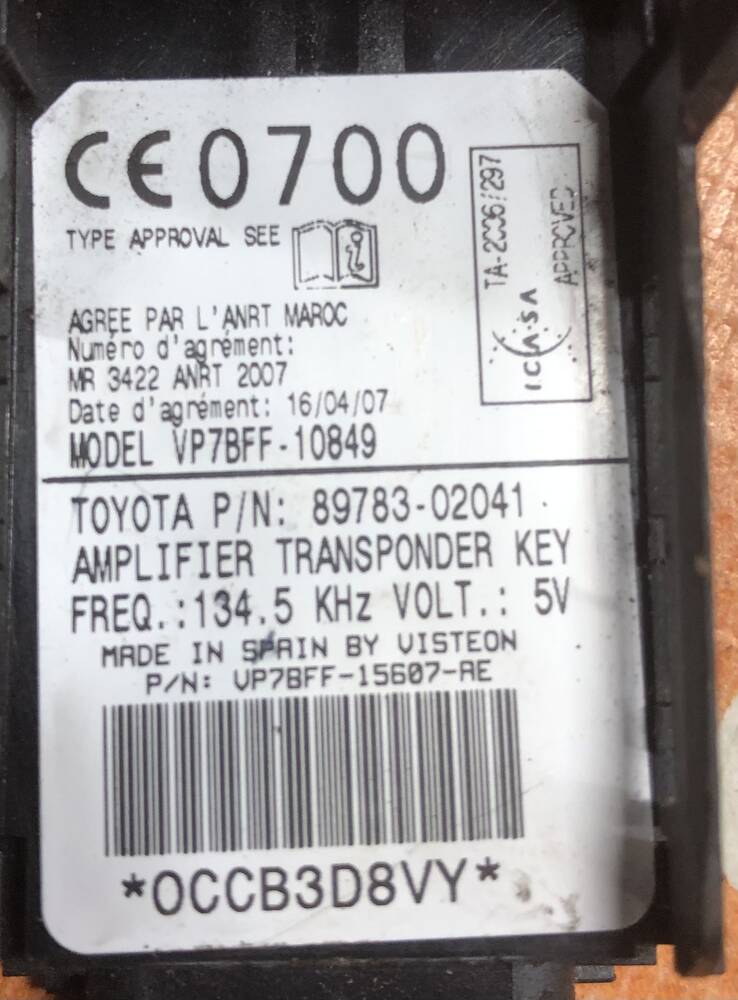 CE0700
TYPE APPROVAL SEE
TA-2006/297
APPROVED
ICASA
AGREE PAR L'ANRT MAROC
Numéro d'agrément:
MR 3422 ANRT 2007
Date d'agrément: 16/04/07
MODEL VP7BFF-10849
TOYOTA P/N: 89783-02041
AMPLIFIER TRANSPONDER KEY
FREQ.:134.5 KHz VOLT.: 5V
MADE IN SPAIN BY VISTEON
P/N: VP7BFF-15607-AE
*OCCB3D8VY*